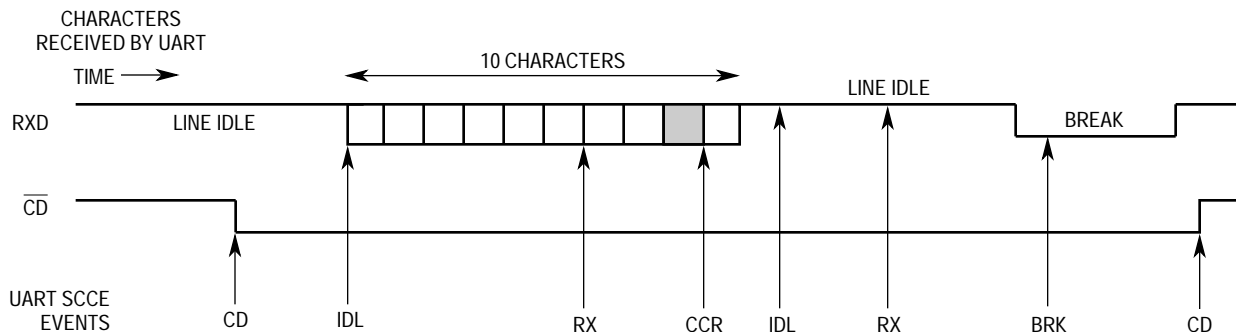 CHARACTERS
RECEIVED BY UART
TIME
10 CHARACTERS
RXD
LINE IDLE
LINE IDLE
BREAK
CD
UART SCCE
EVENTS
CD
IDL
RX
CCR
IDL
RX
BRK
CD